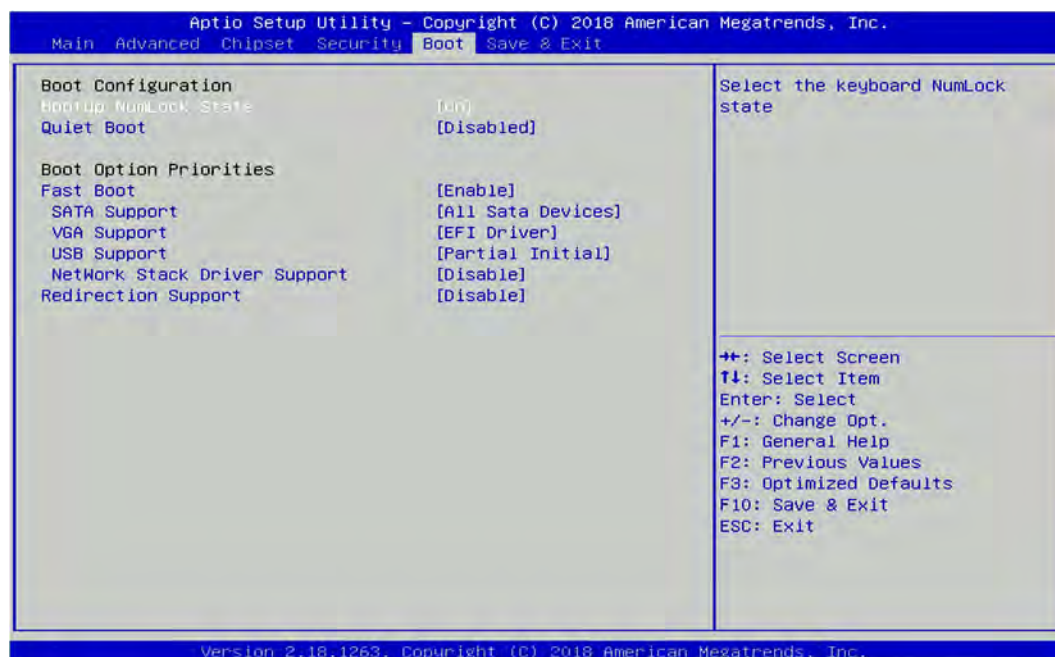 Aptio Setup Utility – Copyright (C) 2018 American Megatrends, Inc.
Main Advanced Chipset Security Boot Save & Exit
Boot Configuration
Bootup NumLock State [On]
Quiet Boot [Disabled]
Boot Option Priorities
Fast Boot [Enable]
SATA Support [All Sata Devices]
VGA Support [EFI Driver]
USB Support [Partial Initial]
NetWork Stack Driver Support [Disable]
Redirection Support [Disable]
Select the keyboard NumLock
state
→←: Select Screen
↑↓: Select Item
Enter: Select
+/-: Change Opt.
F1: General Help
F2: Previous Values
F3: Optimized Defaults
F10: Save & Exit
ESC: Exit
Version 2.18.1263. Copyright (C) 2018 American Megatrends, Inc.